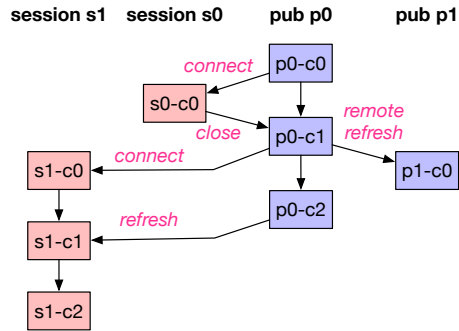 session s1 session s0 pub p0 pub p1
connect
p0-c0
s0-c0
remote
refresh
close
p0-c1
connect
s1-c0
p1-c0
refresh
p0-c2
s1-c1
s1-c2